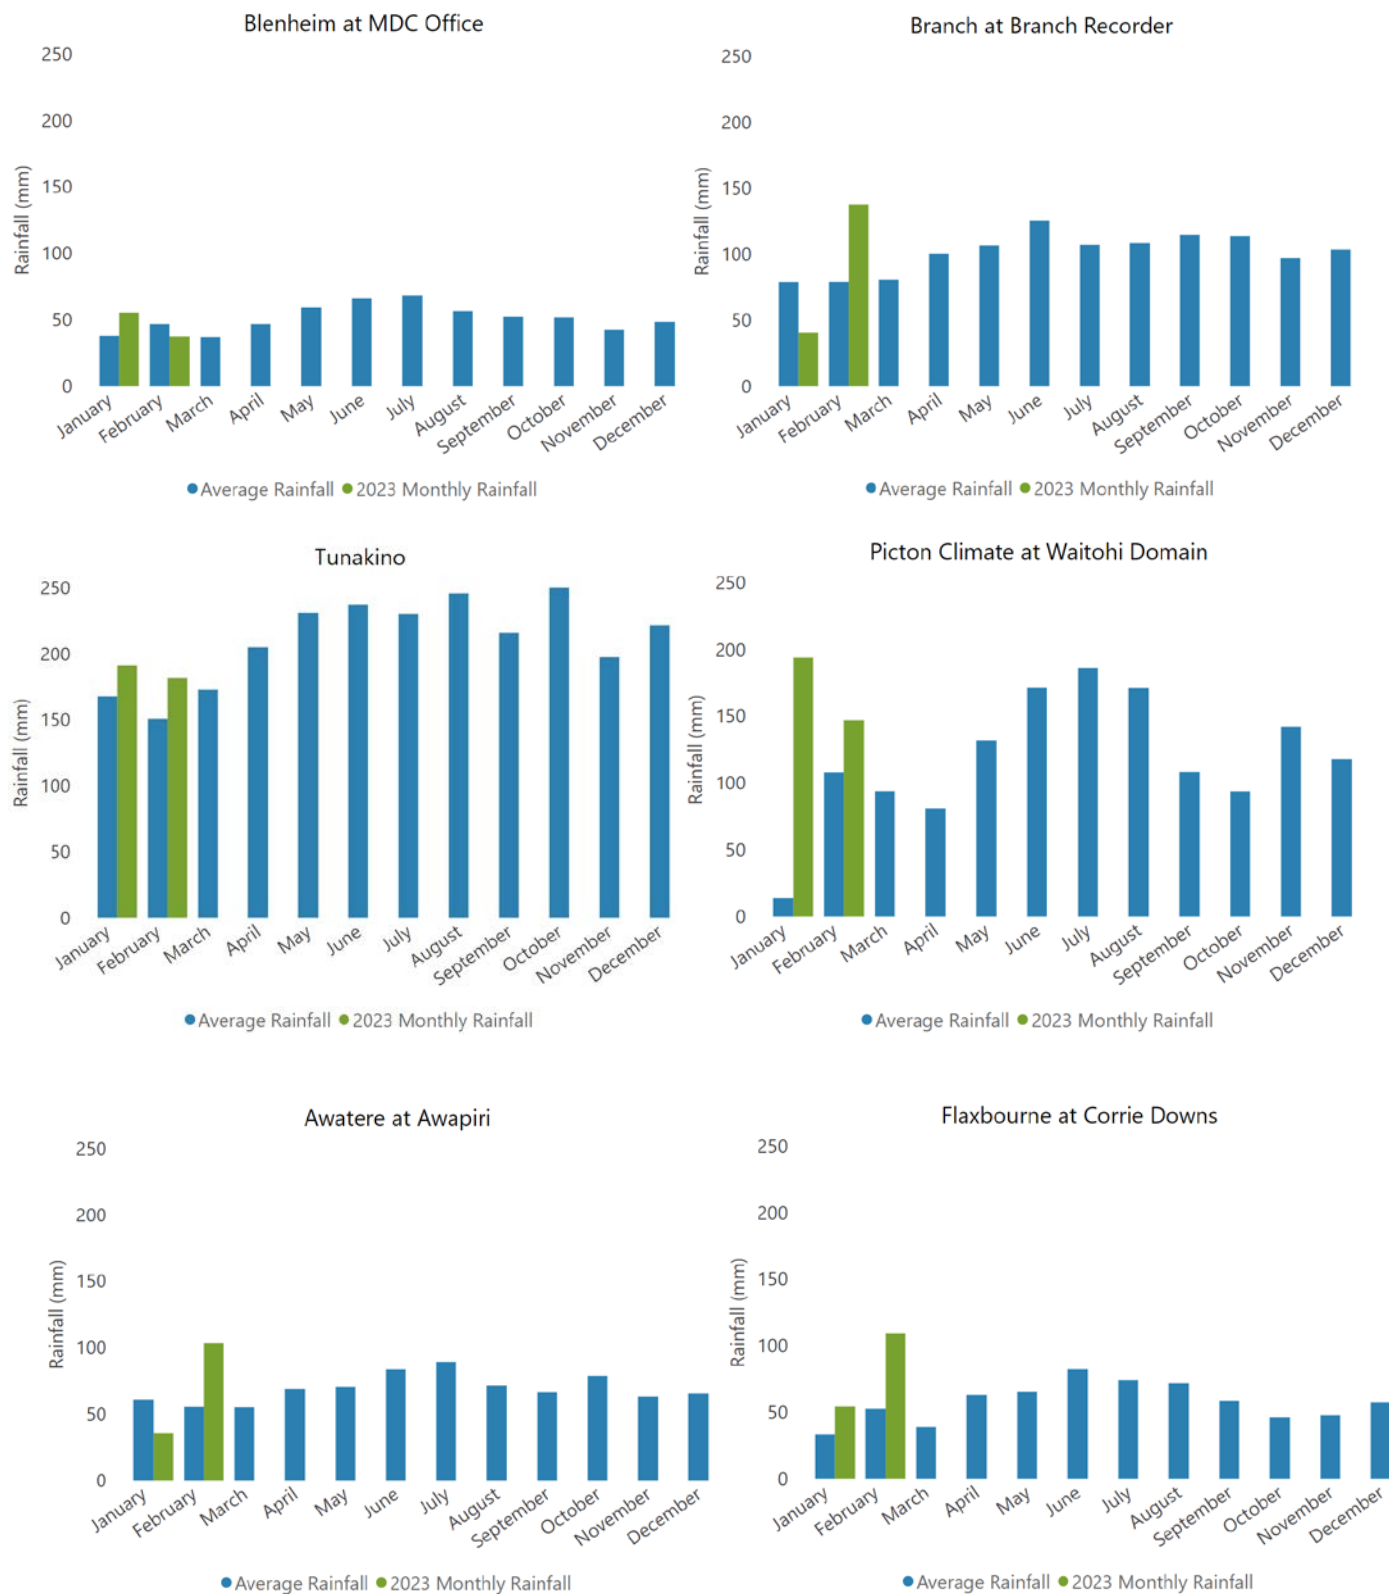 Blenheim at MDC Office
250
200
150
100
50
0
Rainfall (mm)
January
February
March
April
May
June
July
August
September
October
November
December
Average Rainfall 2023 Monthly Rainfall
Branch at Branch Recorder
250
200
150
100
50
0
Rainfall (mm)
January
February
March
April
May
June
July
August
September
October
November
December
Average Rainfall 2023 Monthly Rainfall
Tunakino
250
200
150
100
50
0
Rainfall (mm)
January
February
March
April
May
June
July
August
September
October
November
December
Average Rainfall 2023 Monthly Rainfall
Picton Climate at Waitohi Domain
250
200
150
100
50
0
Rainfall (mm)
January
February
March
April
May
June
July
August
September
October
November
December
Average Rainfall 2023 Monthly Rainfall
Awatere at Awapiri
250
200
150
100
50
0
Rainfall (mm)
January
February
March
April
May
June
July
August
September
October
November
December
Average Rainfall 2023 Monthly Rainfall
Flaxbourne at Corrie Downs
250
200
150
100
50
0
Rainfall (mm)
January
February
March
April
May
June
July
August
September
October
November
December
Average Rainfall 2023 Monthly Rainfall